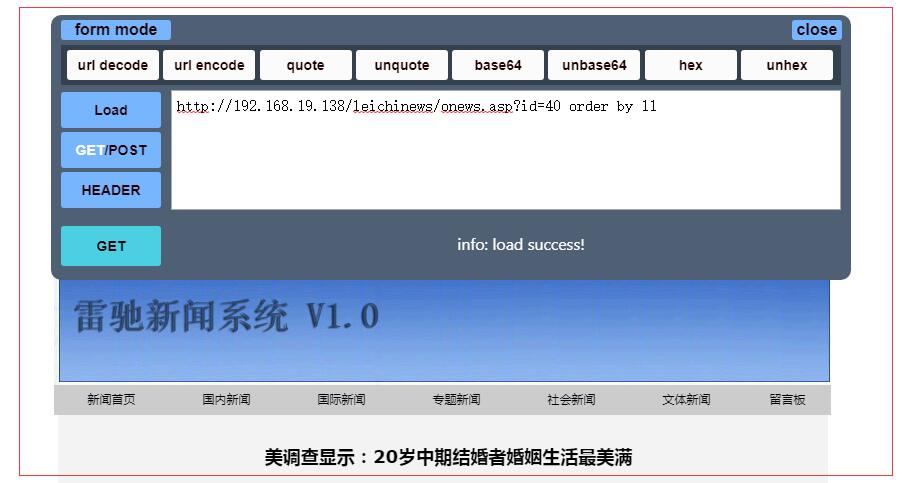 form mode close
url decode url encode quote unquote base64 unbase64 hex unhex
Load
http://192.168.19.138/leichinews/onews.asp?id=40 order by 11
GET/POST
HEADER
GET
info: load success!
雷驰新闻系统 V1.0
新闻首页 国内新闻 国际新闻 专题新闻 社会新闻 文体新闻 留言板
美调查显示：20岁中期结婚者婚姻生活最美满